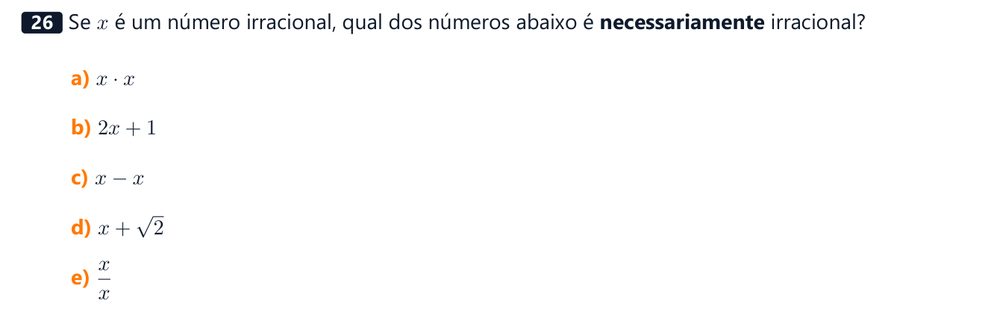 26 Se x é um número irracional, qual dos números abaixo é necessariamente irracional?
a) x · x
b) 2x + 1
c) x − x
d) x + √2
e) x/x